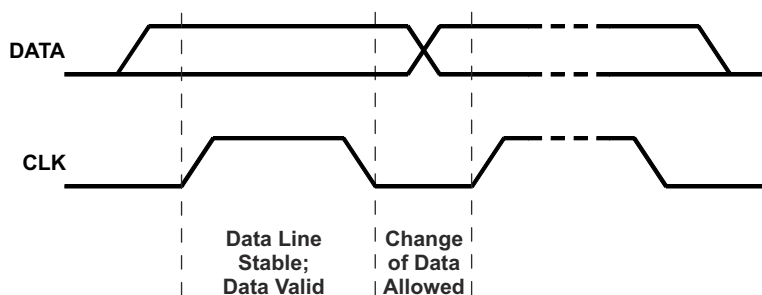 DATA
CLK
Data Line
Stable;
Data Valid
Change
of Data
Allowed